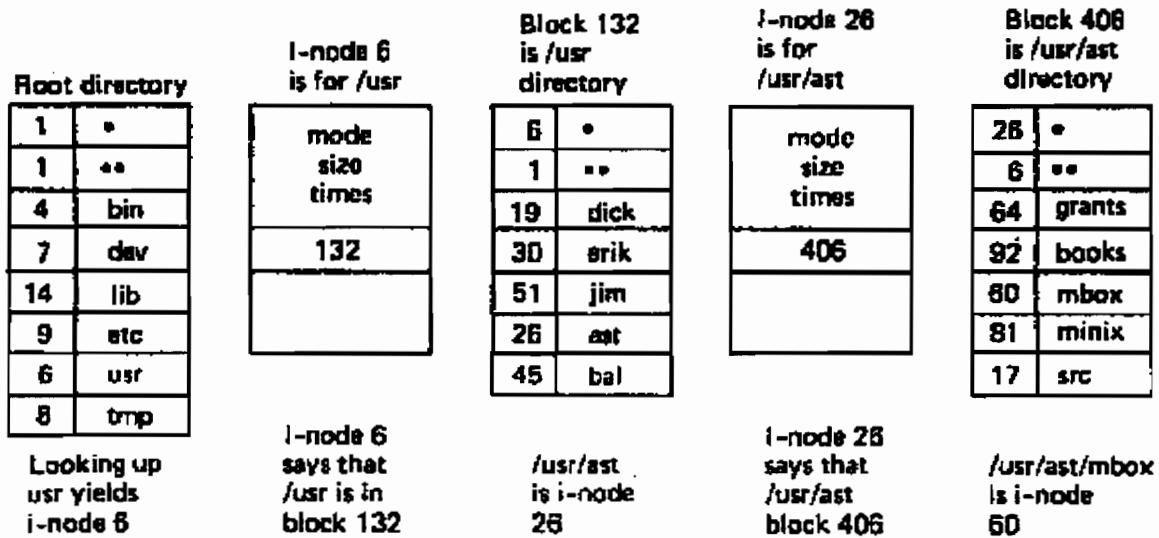 Root directory
1 •
1 ••
4 bin
7 dev
14 lib
9 etc
6 usr
8 tmp
Looking up
usr yields
i-node 6
I-node 6
is for /usr
mode
size
times
132
I-node 6
says that
/usr is in
block 132
Block 132
is /usr
directory
6 •
1 ••
19 dick
30 erik
51 jim
26 ast
45 bal
/usr/ast
is i-node
26
I-node 26
is for
/usr/ast
mode
size
times
406
I-node 26
says that
/usr/ast
block 406
Block 406
is /usr/ast
directory
26 •
6 ••
64 grants
92 books
60 mbox
81 minix
17 src
/usr/ast/mbox
is i-node
60